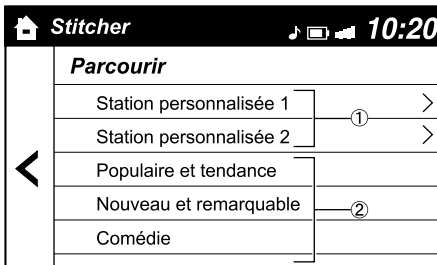 Stitcher 10:20
Parcourir
Station personnalisée 1
①
Station personnalisée 2
Populaire et tendance
Nouveau et remarquable
②
Comédie